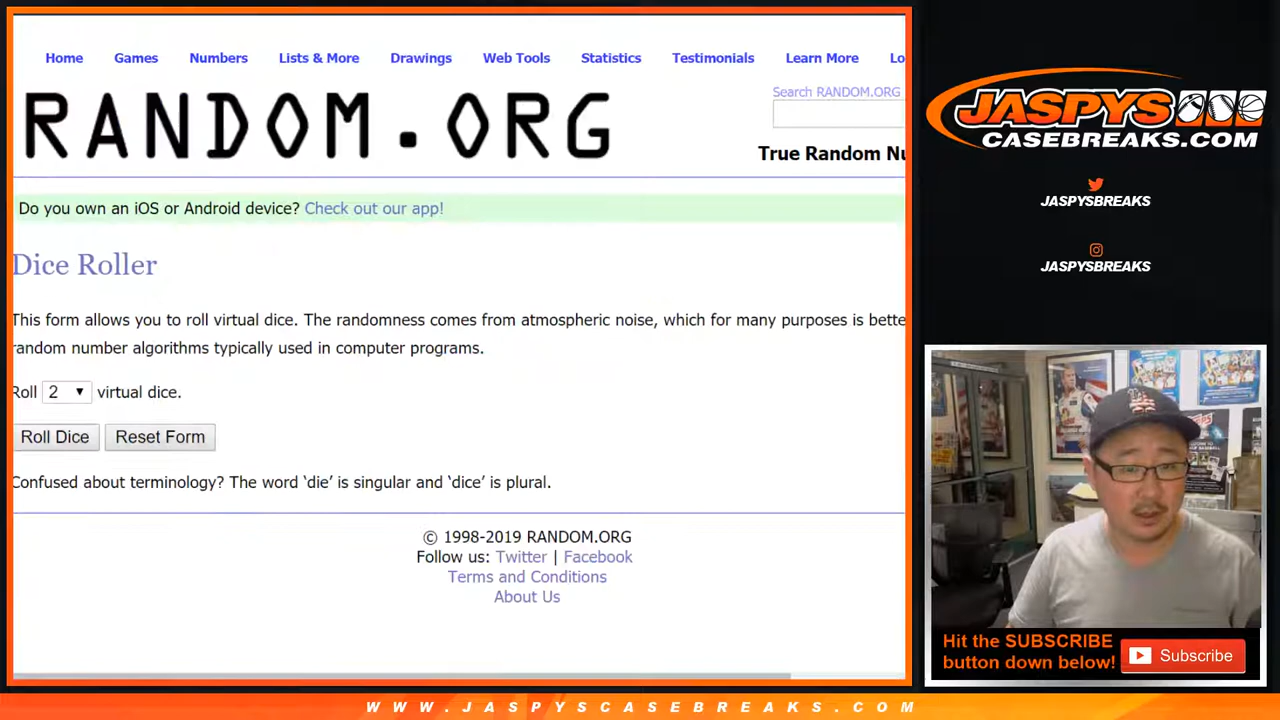 Home Games Numbers Lists & More Drawings Web Tools Statistics Testimonials Learn More Lo
RANDOM.ORG
Search RANDOM.ORG
True Random Nu
Do you own an iOS or Android device? Check out our app!
Dice Roller
This form allows you to roll virtual dice. The randomness comes from atmospheric noise, which for many purposes is bette
random number algorithms typically used in computer programs.
Roll 2 virtual dice.
Roll Dice Reset Form
Confused about terminology? The word ‘die’ is singular and ‘dice’ is plural.
© 1998-2019 RANDOM.ORG
Follow us: Twitter | Facebook
Terms and Conditions
About Us
JASPYS
CASEBREAKS.COM
JASPYSBREAKS
JASPYSBREAKS
Hit the SUBSCRIBE
button down below!
Subscribe
WWW.JASPYSCASEBREAKS.COM